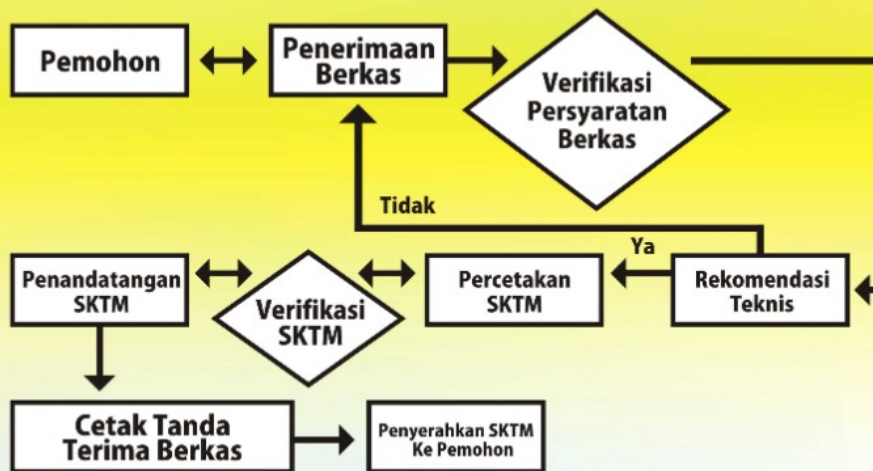 Pemohon
Penerimaan
Berkas
Verifikasi
Persyaratan
Berkas
Tidak
Ya
Penandatangan
SKTM
Verifikasi
SKTM
Percetakan
SKTM
Rekomendasi
Teknis
Cetak Tanda
Terima Berkas
Penyerahkan SKTM
Ke Pemohon